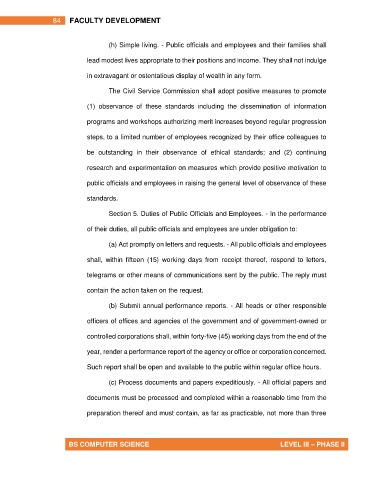 84 FACULTY DEVELOPMENT
(h) Simple living. - Public officials and employees and their families shall
lead modest lives appropriate to their positions and income. They shall not indulge
in extravagant or ostentatious display of wealth in any form.
The Civil Service Commission shall adopt positive measures to promote
(1) observance of these standards including the dissemination of information
programs and workshops authorizing merit increases beyond regular progression
steps, to a limited number of employees recognized by their office colleagues to
be outstanding in their observance of ethical standards; and (2) continuing
research and experimentation on measures which provide positive motivation to
public officials and employees in raising the general level of observance of these
standards.
Section 5. Duties of Public Officials and Employees. - In the performance
of their duties, all public officials and employees are under obligation to:
(a) Act promptly on letters and requests. - All public officials and employees
shall, within fifteen (15) working days from receipt thereof, respond to letters,
telegrams or other means of communications sent by the public. The reply must
contain the action taken on the request.
(b) Submit annual performance reports. - All heads or other responsible
officers of offices and agencies of the government and of government-owned or
controlled corporations shall, within forty-five (45) working days from the end of the
year, render a performance report of the agency or office or corporation concerned.
Such report shall be open and available to the public within regular office hours.
(c) Process documents and papers expeditiously. - All official papers and
documents must be processed and completed within a reasonable time from the
preparation thereof and must contain, as far as practicable, not more than three
BS COMPUTER SCIENCE LEVEL III – PHASE II